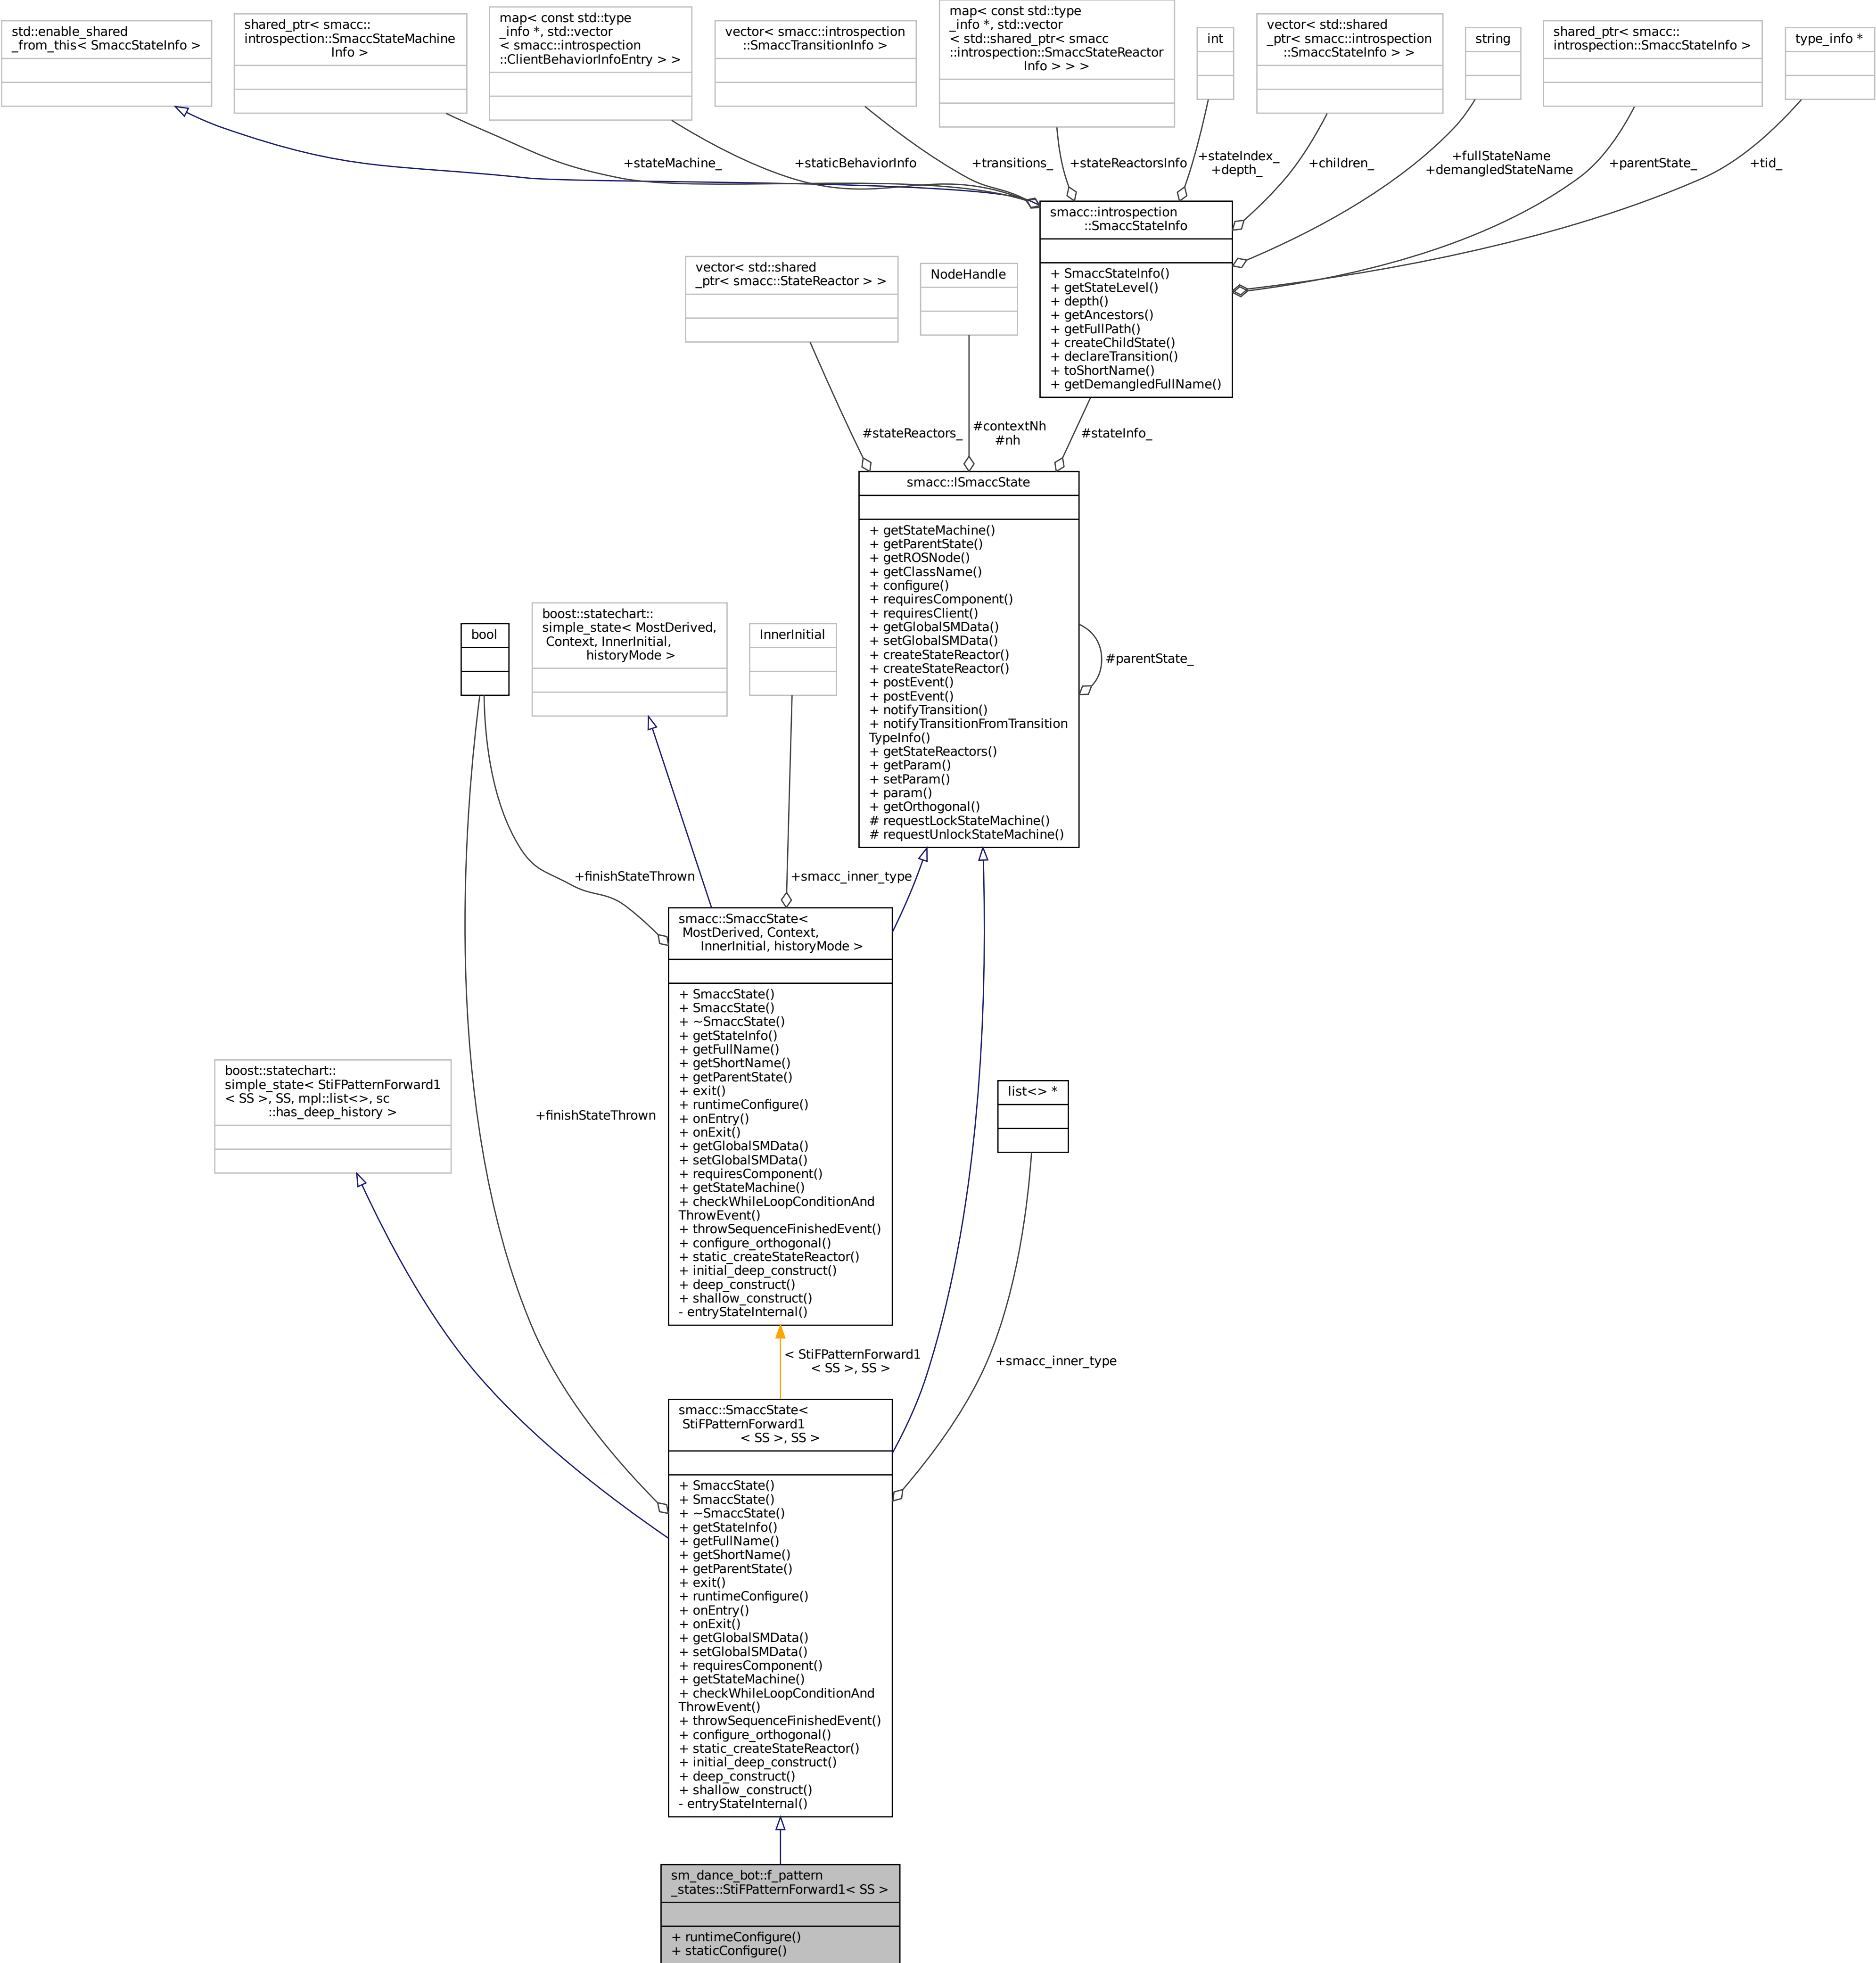 std::enable_shared
_from_this< SmaccStateInfo >
shared_ptr< smacc::
introspection::SmaccStateMachine
Info >
map< const std::type
_info *, std::vector
< smacc::introspection
::ClientBehaviorInfoEntry > >
vector< smacc::introspection
::SmaccTransitionInfo >
map< const std::type
_info *, std::vector
< std::shared_ptr< smacc
::introspection::SmaccStateReactor
Info > > >
int
vector< std::shared
_ptr< smacc::introspection
::SmaccStateInfo > >
string
shared_ptr< smacc::
introspection::SmaccStateInfo >
type_info *
+stateMachine_
+staticBehaviorInfo
+transitions_
+stateReactorsInfo
+stateIndex_
+depth_
+children_
+fullStateName
+demangledStateName
+parentState_
+tid_
smacc::introspection
::SmaccStateInfo
+ SmaccStateInfo()
+ getStateLevel()
+ depth()
+ getAncestors()
+ getFullPath()
+ createChildState()
+ declareTransition()
+ toShortName()
+ getDemangledFullName()
vector< std::shared
_ptr< smacc::StateReactor > >
NodeHandle
#stateReactors_
#contextNh
#nh
#stateInfo_
smacc::ISmaccState
+ getStateMachine()
+ getParentState()
+ getROSNode()
+ getClassName()
+ configure()
+ requiresComponent()
+ requiresClient()
+ getGlobalSMData()
+ setGlobalSMData()
+ createStateReactor()
+ createStateReactor()
+ postEvent()
+ postEvent()
+ notifyTransition()
+ notifyTransitionFromTransition
TypeInfo()
+ getStateReactors()
+ getParam()
+ setParam()
+ param()
+ getOrthogonal()
# requestLockStateMachine()
# requestUnlockStateMachine()
#parentState_
bool
boost::statechart::
simple_state< MostDerived,
Context, InnerInitial,
historyMode >
InnerInitial
+finishStateThrown
+smacc_inner_type
smacc::SmaccState<
MostDerived, Context,
InnerInitial, historyMode >
+ SmaccState()
+ SmaccState()
+ ~SmaccState()
+ getStateInfo()
+ getFullName()
+ getShortName()
+ getParentState()
+ exit()
+ runtimeConfigure()
+ onEntry()
+ onExit()
+ getGlobalSMData()
+ setGlobalSMData()
+ requiresComponent()
+ getStateMachine()
+ checkWhileLoopConditionAnd
ThrowEvent()
+ throwSequenceFinishedEvent()
+ configure_orthogonal()
+ static_createStateReactor()
+ initial_deep_construct()
+ deep_construct()
+ shallow_construct()
- entryStateInternal()
boost::statechart::
simple_state< StiFPatternForward1
< SS >, SS, mpl::list<>, sc
::has_deep_history >
+finishStateThrown
list<> *
< StiFPatternForward1
< SS >, SS >
+smacc_inner_type
smacc::SmaccState<
StiFPatternForward1
< SS >, SS >
+ SmaccState()
+ SmaccState()
+ ~SmaccState()
+ getStateInfo()
+ getFullName()
+ getShortName()
+ getParentState()
+ exit()
+ runtimeConfigure()
+ onEntry()
+ onExit()
+ getGlobalSMData()
+ setGlobalSMData()
+ requiresComponent()
+ getStateMachine()
+ checkWhileLoopConditionAnd
ThrowEvent()
+ throwSequenceFinishedEvent()
+ configure_orthogonal()
+ static_createStateReactor()
+ initial_deep_construct()
+ deep_construct()
+ shallow_construct()
- entryStateInternal()
sm_dance_bot::f_pattern
_states::StiFPatternForward1< SS >
+ runtimeConfigure()
+ staticConfigure()